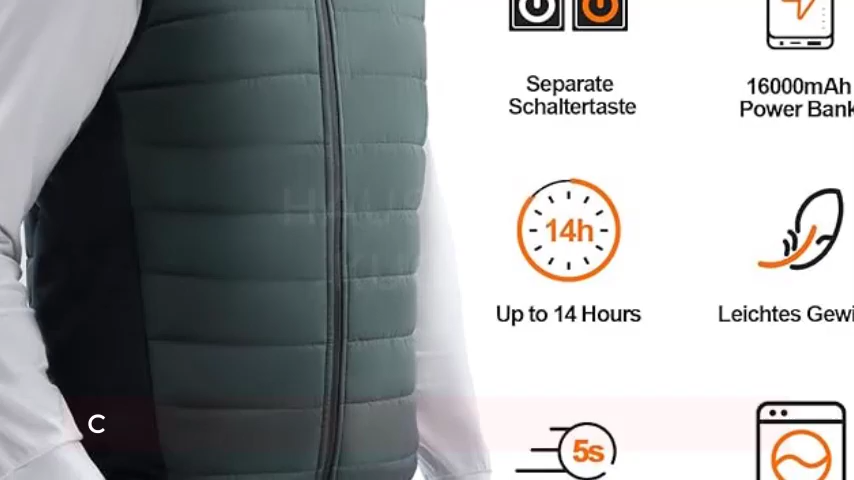 Separate
Schaltertaste
16000mAh
Power Bank
14h
Up to 14 Hours
Leichtes Gewi
C
5s